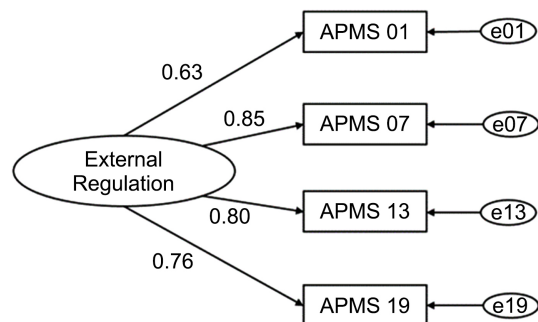 APMS 01
e01
0.63
0.85
APMS 07
e07
External
Regulation
0.80
APMS 13
e13
0.76
APMS 19
e19